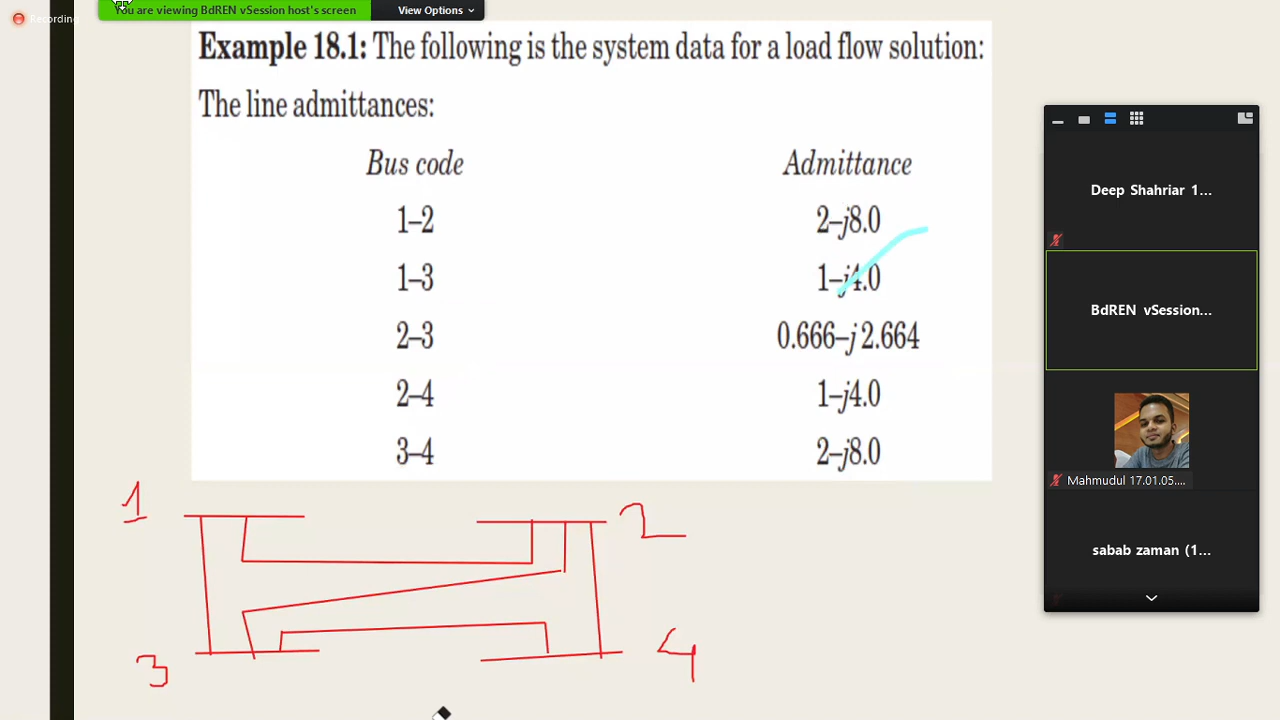 Recording
You are viewing BdREN vSession host's screen
View Options
Example 18.1: The following is the system data for a load flow solution:
The line admittances:
Bus code Admittance
1–2 2–j8.0
1–3 1–j4.0
2–3 0.666–j 2.664
2–4 1–j4.0
3–4 2–j8.0
1
2
3
4
Deep Shahriar 1...
BdREN vSession...
Mahmudul 17.01.05....
sabab zaman (1...